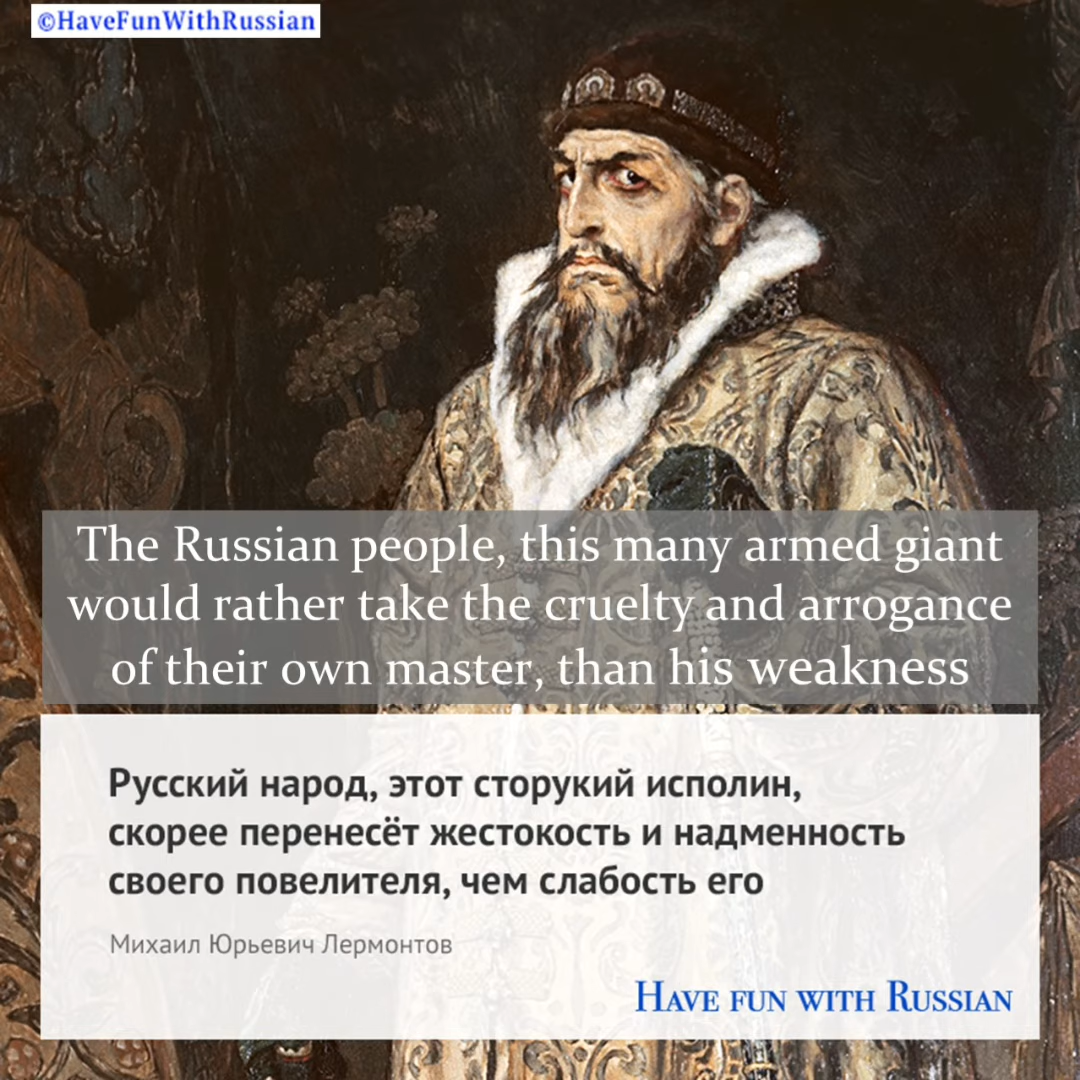 ©HaveFunWithRussian
The Russian people, this many armed giant
would rather take the cruelty and arrogance
of their own master, than his weakness
Русский народ, этот сторукий исполин,
скорее перенесёт жестокость и надменность
своего повелителя, чем слабость его
Михаил Юрьевич Лермонтов
Have fun with Russian